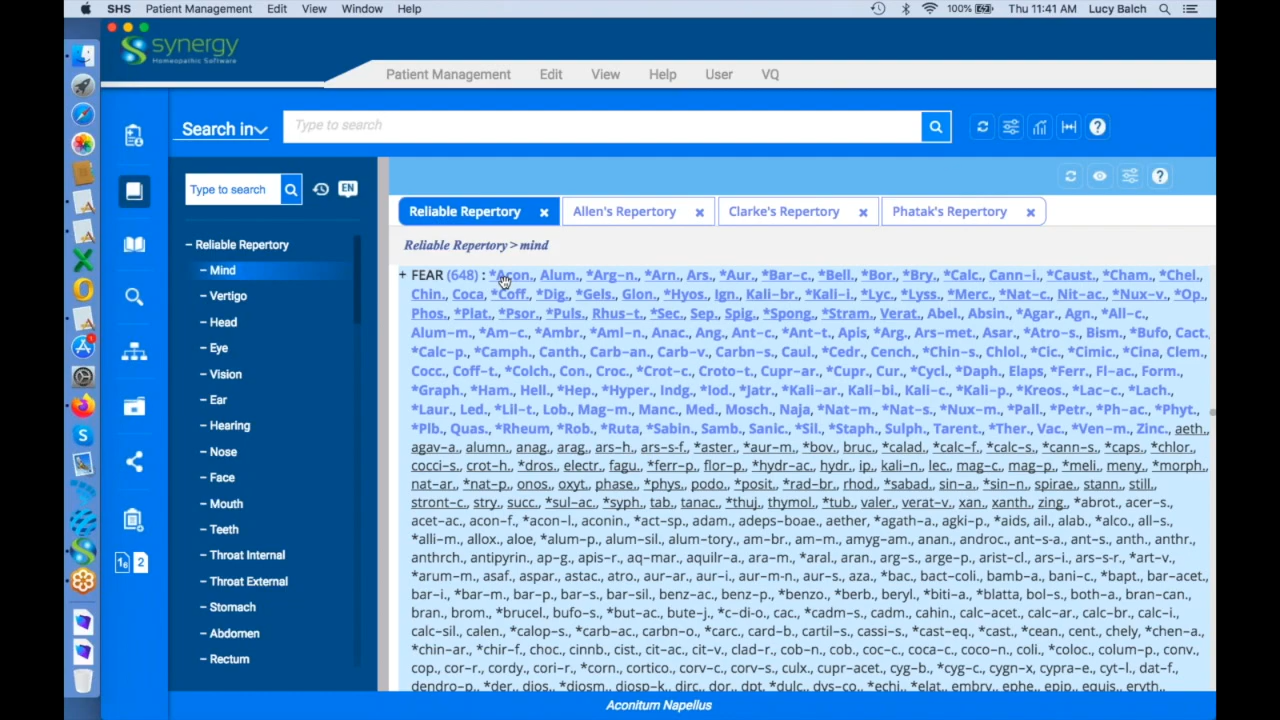 SHS Patient Management Edit View Window Help 100% Thu 11:41 AM Lucy Balch
synergy
Homeopathic Software
Patient Management Edit View Help User VQ
Search in Type to search
Type to search EN
Reliable Repertory Allen's Repertory Clarke's Repertory Phatak's Repertory
Reliable Repertory > mind
– Reliable Repertory
– Mind
– Vertigo
– Head
– Eye
– Vision
– Ear
– Hearing
– Nose
– Face
– Mouth
– Teeth
– Throat Internal
– Throat External
– Stomach
– Abdomen
– Rectum
+ FEAR (648) : *Acon., Alum., *Arg-n., *Arn., Ars., *Aur., *Bar-c., *Bell., *Bor., *Bry., *Calc., Cann-i., *Caust., *Cham., *Chel.,
Chin., Coca, *Coff., *Dig., *Gels., Glon., *Hyos., Ign., Kali-br., *Kali-i., *Lyc., *Lyss., *Merc., *Nat-c., Nit-ac., *Nux-v., *Op.,
Phos., *Plat., *Psor., *Puls., Rhus-t., *Sec., Sep., Spig., *Spong., *Stram., Verat., Abel., Absin., *Agar., Agn., *All-c.,
Alum-m., *Am-c., *Ambr., *Aml-n., Anac., Ang., Ant-c., *Ant-t., Apis, *Arg., Ars-met., Asar., *Atro-s., Bism., *Bufo, Cact.,
*Calc-p., *Camph., Canth., Carb-an., Carb-v., Carbn-s., Caul., *Cedr., Cench., *Chin-s., Chlol., *Cic., *Cimic., *Cina, Clem.,
Cocc., Coff-t., *Colch., Con., Croc., *Crot-c., Croto-t., Cupr-ar., *Cupr., Cur., *Cycl., *Daph., Elaps, *Ferr., Fl-ac., Form.,
*Graph., *Ham., Hell., *Hep., *Hyper., Indg., *Iod., *Jatr., *Kali-ar., Kali-bi., Kali-c., *Kali-p., *Kreos., *Lac-c., *Lach.,
*Laur., Led., *Lil-t., Lob., Mag-m., Manc., Med., Mosch., Naja, *Nat-m., *Nat-s., *Nux-m., *Pall., *Petr., *Ph-ac., *Phyt.,
*Plb., Quas., *Rheum, *Rob., *Ruta, *Sabin., Samb., Sanic., *Sil., *Staph., Sulph., Tarent., *Ther., Vac., *Ven-m., Zinc., aeth.,
agav-a., alumn., anag., arag., ars-h., ars-s-f., *aster., *aur-m., *bov., bruc., *calad., *calc-f., *calc-s., *cann-s., *caps., *chlor.,
cocci-s., crot-h., *dros., electr., fagu., *ferr-p., flor-p., *hydr-ac., hydr., ip., kali-n., lec., mag-c., mag-p., *meli., meny., *morph.,
nat-ar., *nat-p., onos., oxyt., phase., *phys., podo., *posit., *rad-br., rhod., *sabad., sin-a., *sin-n., spirae., stann., still.,
stront-c., stry., succ., *sul-ac., *syph., tab., tanac., *thuj., thymol., *tub., valer., verat-v., xan., xanth., zing., *abrot., acer-s.,
acet-ac., acon-f., *acon-l., aconin., *act-sp., adam., adeps-boae., aether, *agath-a., agki-p., *aids, ail., alab., *alco., all-s.,
*alli-m., allox., aloe, *alum-p., alum-sil., alum-tory., am-br., am-m., amyg-am., anan., androc., ant-s-a., ant-s., anth., anthr.,
anthrch., antipyrin., ap-g., apis-r., aq-mar., aquilr-a., ara-m., *aral., aran., arg-s., arge-p., arist-cl., ars-i., ars-s-r., *art-v.,
*arum-m., asaf., aspar., astac., atro., aur-ar., aur-i., aur-m-n., aur-s., aza., *bac., bact-coli., bamb-a., bani-c., *bapt., bar-acet.,
bar-i., *bar-m., bar-p., bar-s., bar-sil., benz-ac., benz-p., *benzo., *berb., beryl., *biti-a., *blatta, bol-s., both-a., bran-can.,
bran., brom., *brucel., bufo-s., *but-ac., bute-j., *c-di-o., *cac., *cadm-s., cadm., cahin., calc-acet., calc-ar., calc-br., calc-i.,
calc-sil., calen., *calop-s., *carb-ac., carbn-o., *carc., card-b., cartil-s., cassi-s., *cast-eq., *cast., *cean., cent., chely, *chen-a.,
*chin-ar., *chir-f., choc., cinnb., cist., cit-ac., cit-v., clad-r., cob-n., cob., coc-c., coca-c., coco-n., coli., *coloc., colum-p., conv.,
cop., cor-r., cordy., cori-r., *corn., cortico., corv-c., corv-s., culx., cupr-acet., cyg-b., *cyg-c., cygn-x, cypra-e., cyt-l., dat-f.,
dendro-p., *der., dios., *diosm., diosp-k., dirc., dor., dpt., *dulc., dys-co., *echi., *elat., embry., ephe., epip., equis., eryth.,
1 2
Aconitum Napellus